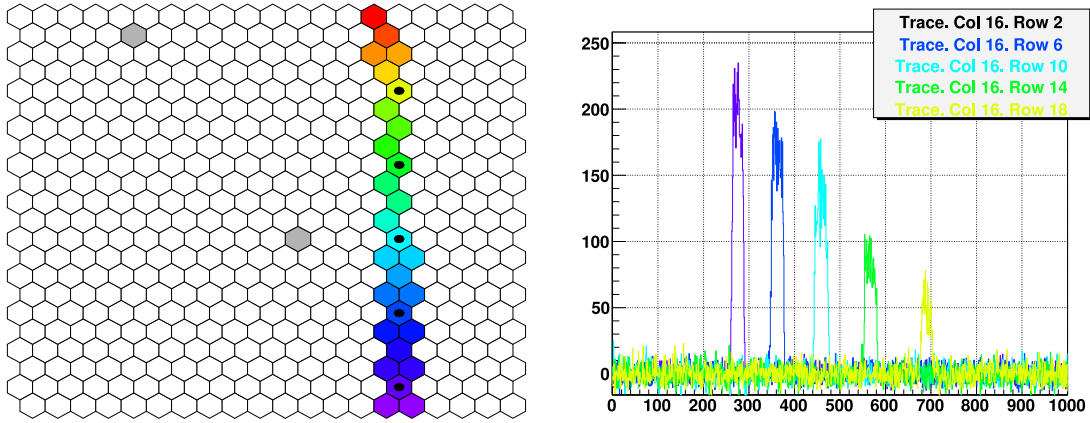 Trace. Col 16. Row 2
Trace. Col 16. Row 6
Trace. Col 16. Row 10
Trace. Col 16. Row 14
Trace. Col 16. Row 18
250
200
150
100
50
0
0 100 200 300 400 500 600 700 800 900 1000